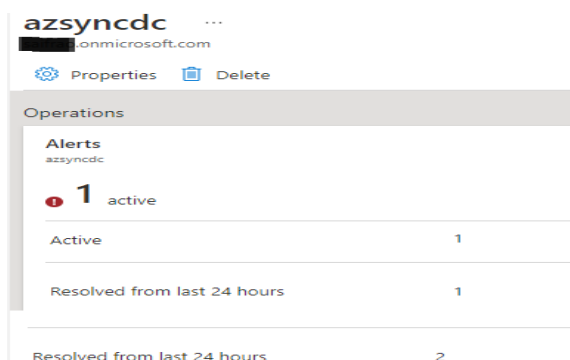 azsyncdc ...
.onmicrosoft.com
Properties Delete
Operations
Alerts
azsyncdc
1 active
Active 1
Resolved from last 24 hours 1
Resolved from last 24 hours 2